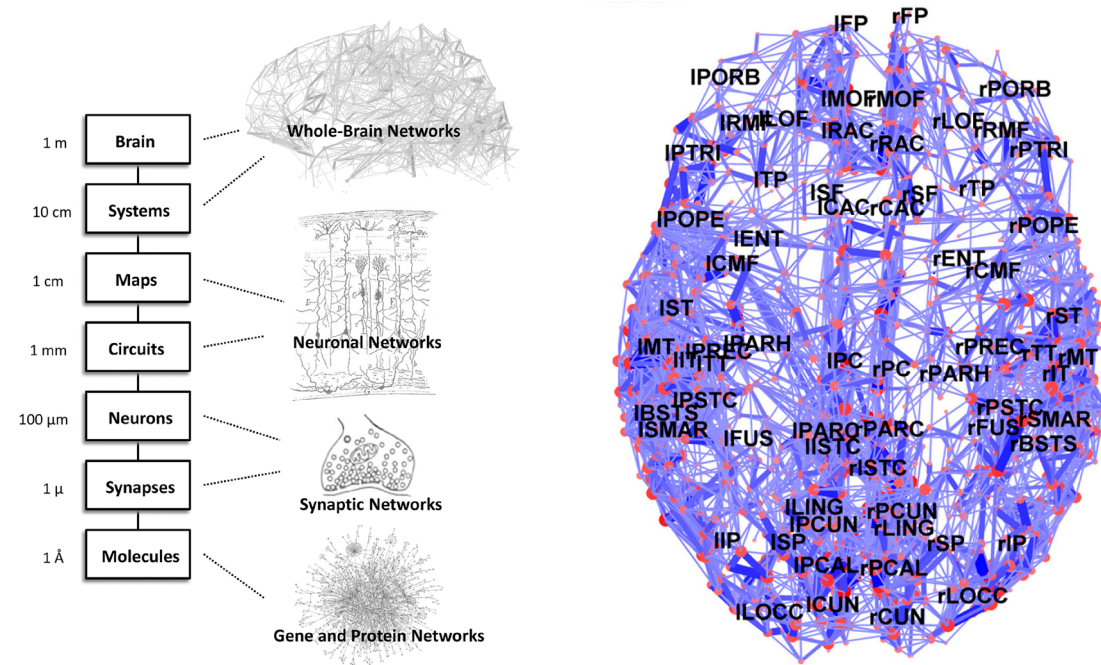 1 m
Brain
Whole-Brain Networks
10 cm
Systems
1 cm
Maps
1 mm
Circuits
Neuronal Networks
100 μm
Neurons
1 μ
Synapses
Synaptic Networks
1 Å
Molecules
Gene and Protein Networks
lFP
rFP
lPORB
rPORB
lMOF
rMOF
lRMF
lLOF
rLOF
rRMF
lRAC
rRAC
lPTRI
rPTRI
lTP
rTP
lSF
rSF
lCAC
rCAC
lPOPE
rPOPE
lENT
rENT
lCMF
rCMF
lST
rST
lMT
lPREC
lPARH
lTT
lPC
rPC
rPREC
rPARH
rTT
rMT
rIT
lPSTC
rPSTC
lBSTS
lSMAR
rSMAR
lFUS
rFUS
rBSTS
lPARC
rPARC
lISTC
rISTC
lLING
rPCUN
lPCUN
rLING
lIP
lSP
rSP
rIP
lPCAL
rPCAL
lLOCC
lCUN
rCUN
rLOCC